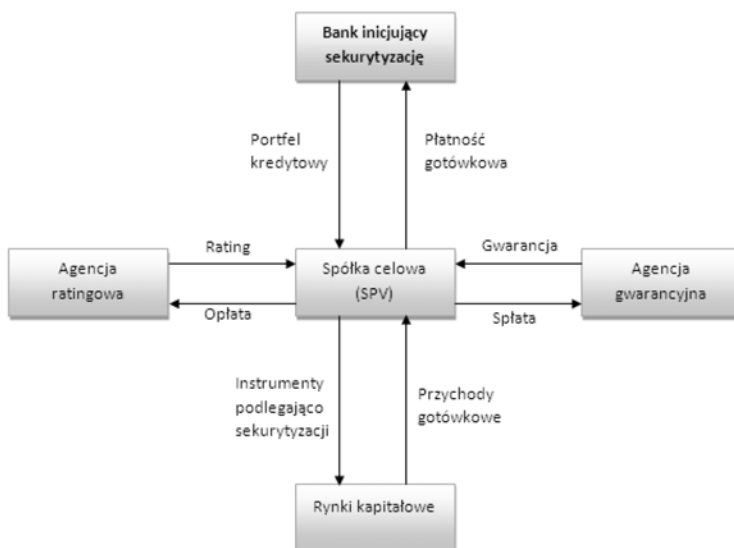 Bank inicjujący
sekurytyzację
Portfel
kredytowy
Płatność
gotówkowa
Agencja
ratingowa
Rating
Opłata
Spółka celowa
(SPV)
Gwarancja
Spłata
Agencja
gwarancyjna
Instrumenty
podlegająco
sekurytyzacji
Przychody
gotówkowe
Rynki kapitałowe